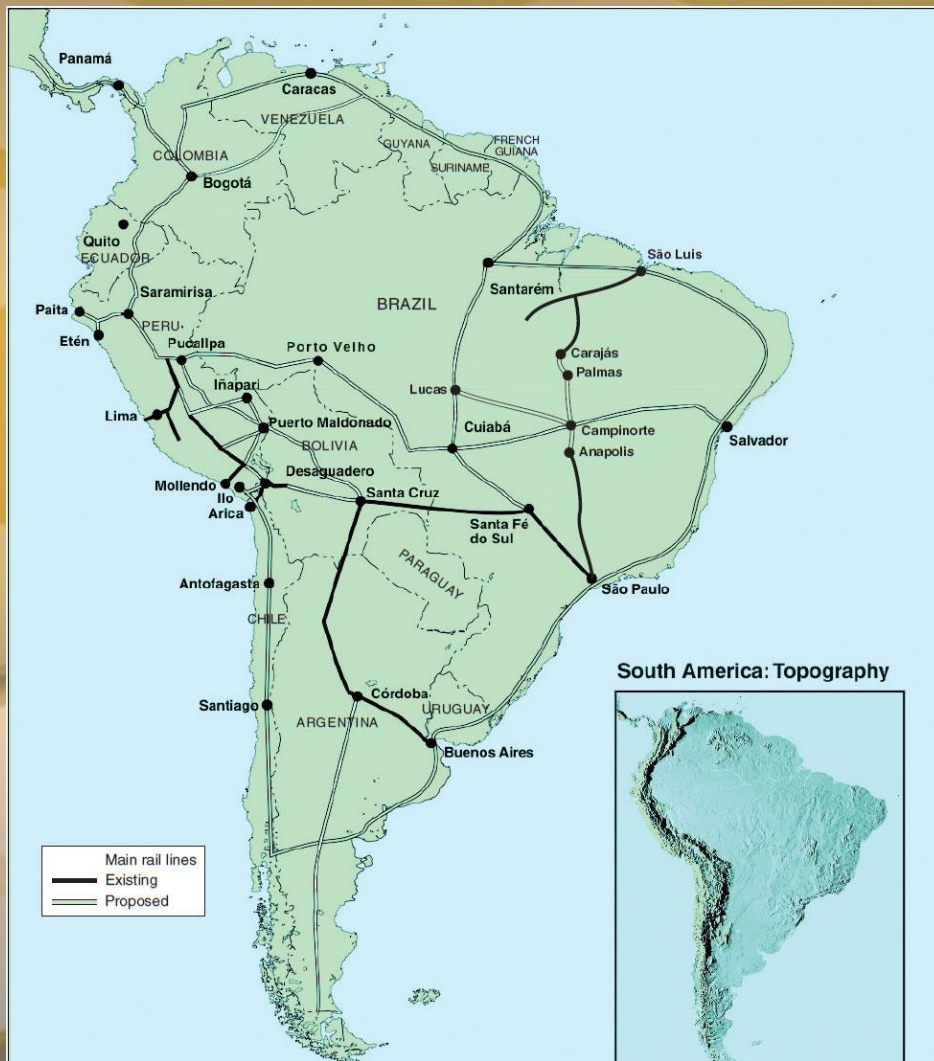 Panamá
Caracas
VENEZUELA
GUYANA
FRENCH
GUIANA
SURINAME
COLOMBIA
Bogotá
Quito
ECUADOR
São Luis
Santarém
Saramirisa
BRAZIL
Paita
PERU
Etén
Pucallpa
Porto Velho
Carajás
Palmas
Iñapari
Lucas
Lima
Puerto Maldonado
Cuiabá
Campinorte
Salvador
BOLIVIA
Anapolis
Desaguadero
Mollendo
Santa Cruz
Ilo
Arica
Santa Fé
do Sul
PARAGUAY
Antofagasta
São Paulo
CHILE
South America: Topography
Santiago
Córdoba
URUGUAY
ARGENTINA
Buenos Aires
Main rail lines
Existing
Proposed